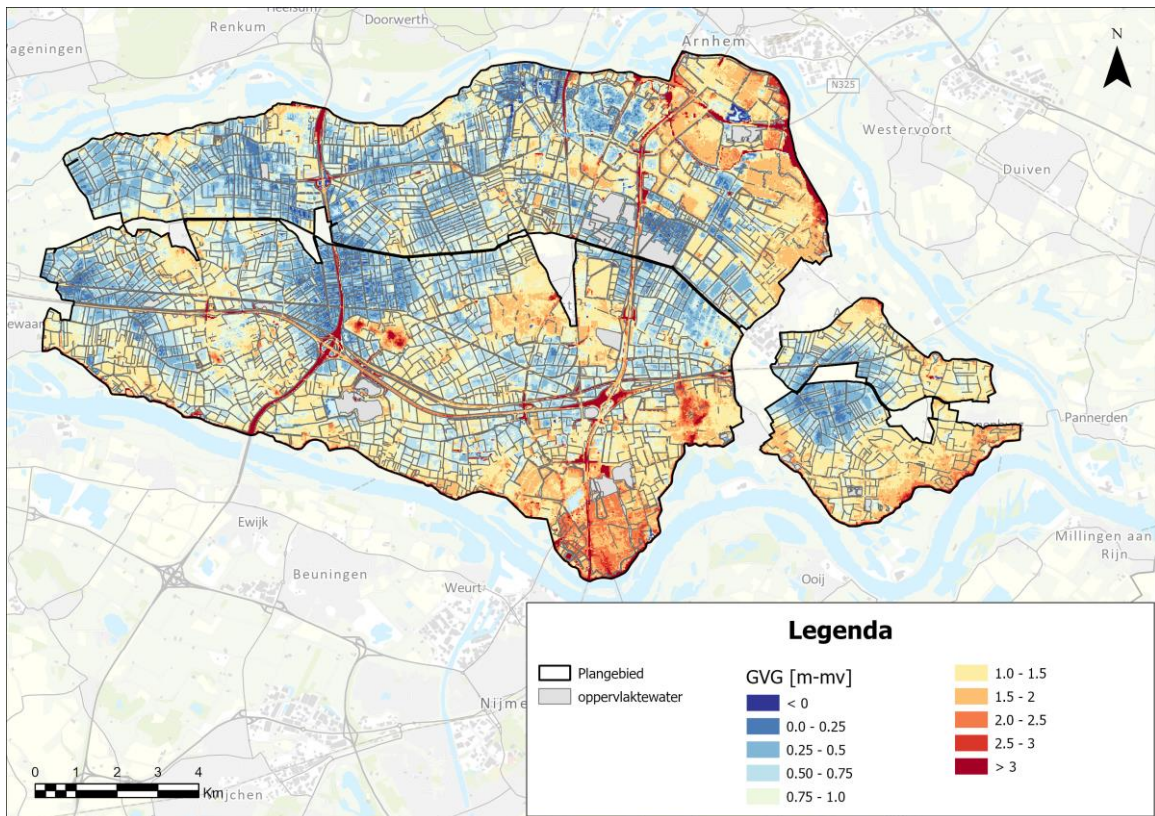 Renkum
Doorwerth
Arnhem
N
N325
Westervoort
Duiven
Pannerden
Ewijk
Beuningen
Weurt
Ooij
Millingen aan
Rijn
Nijme
Legenda
Plangebied
oppervlaktewater
GVG [m-mv]
< 0
0.0 - 0.25
0.25 - 0.5
0.50 - 0.75
0.75 - 1.0
1.0 - 1.5
1.5 - 2
2.0 - 2.5
2.5 - 3
> 3
0 1 2 3 4
Km